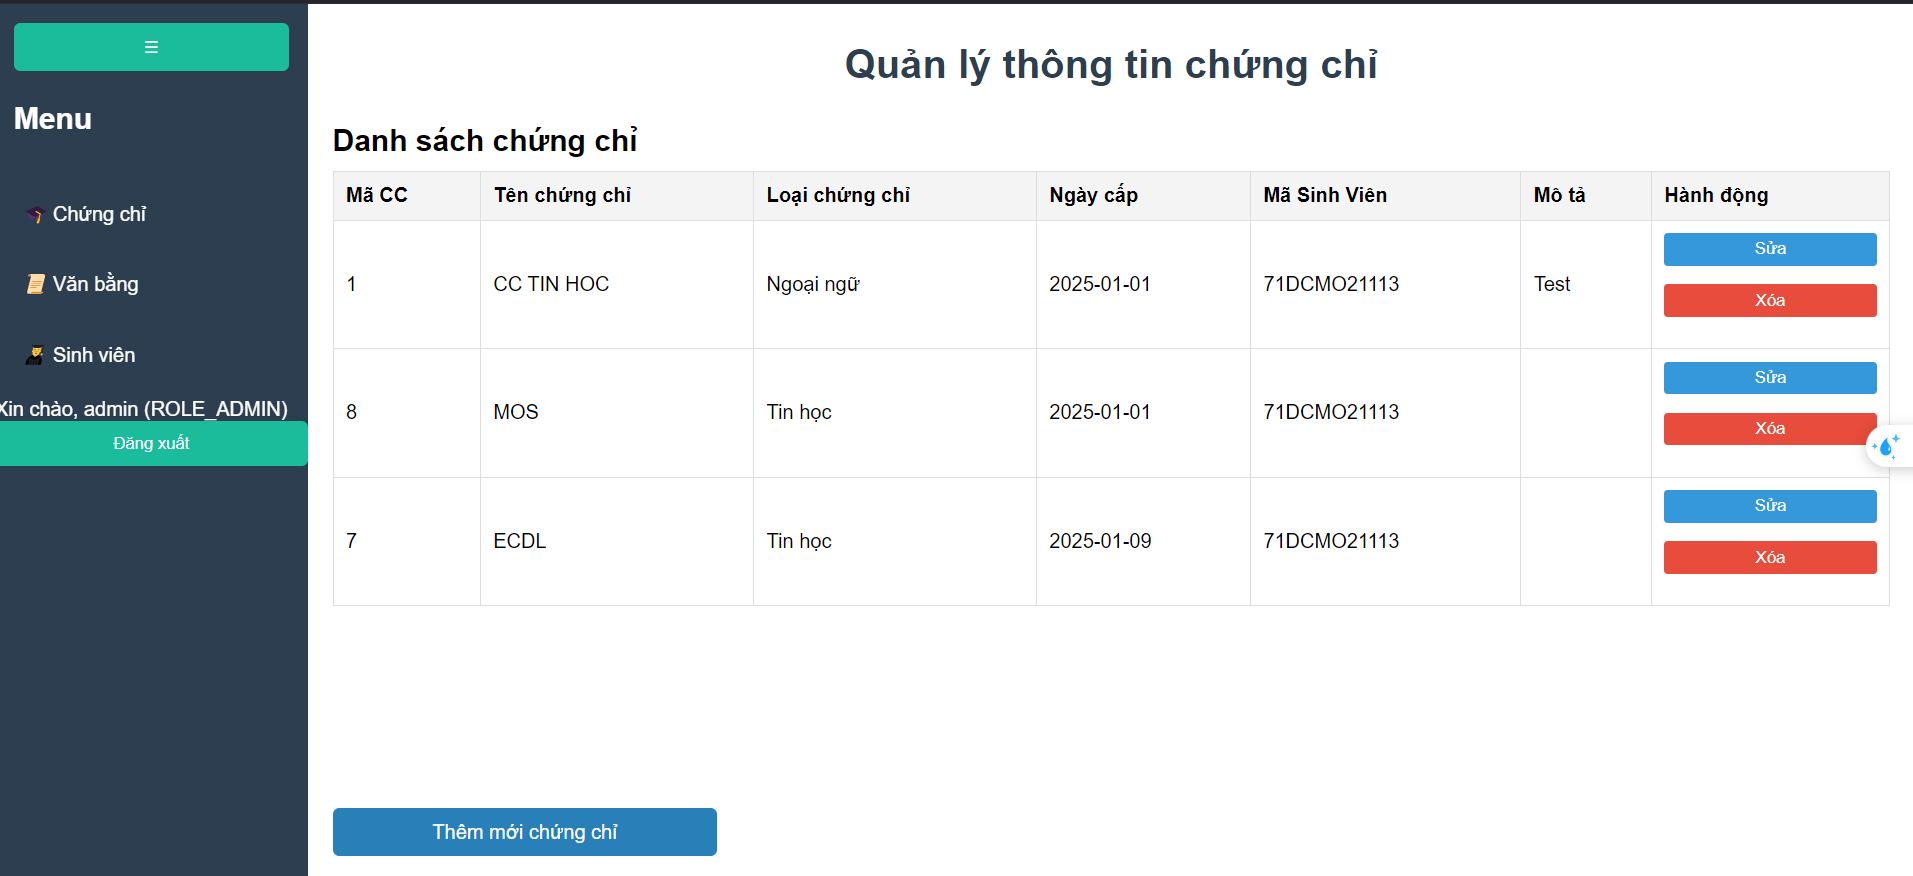 ☰
Menu
Chứng chỉ
Văn bằng
Sinh viên
Xin chào, admin (ROLE_ADMIN)
Đăng xuất
Quản lý thông tin chứng chỉ
Danh sách chứng chỉ
Mã CC Tên chứng chỉ Loại chứng chỉ Ngày cấp Mã Sinh Viên Mô tả Hành động
1 CC TIN HOC Ngoại ngữ 2025-01-01 71DCMO21113 Test Sửa
Xóa
8 MOS Tin học 2025-01-01 71DCMO21113 Sửa
Xóa
7 ECDL Tin học 2025-01-09 71DCMO21113 Sửa
Xóa
Thêm mới chứng chỉ